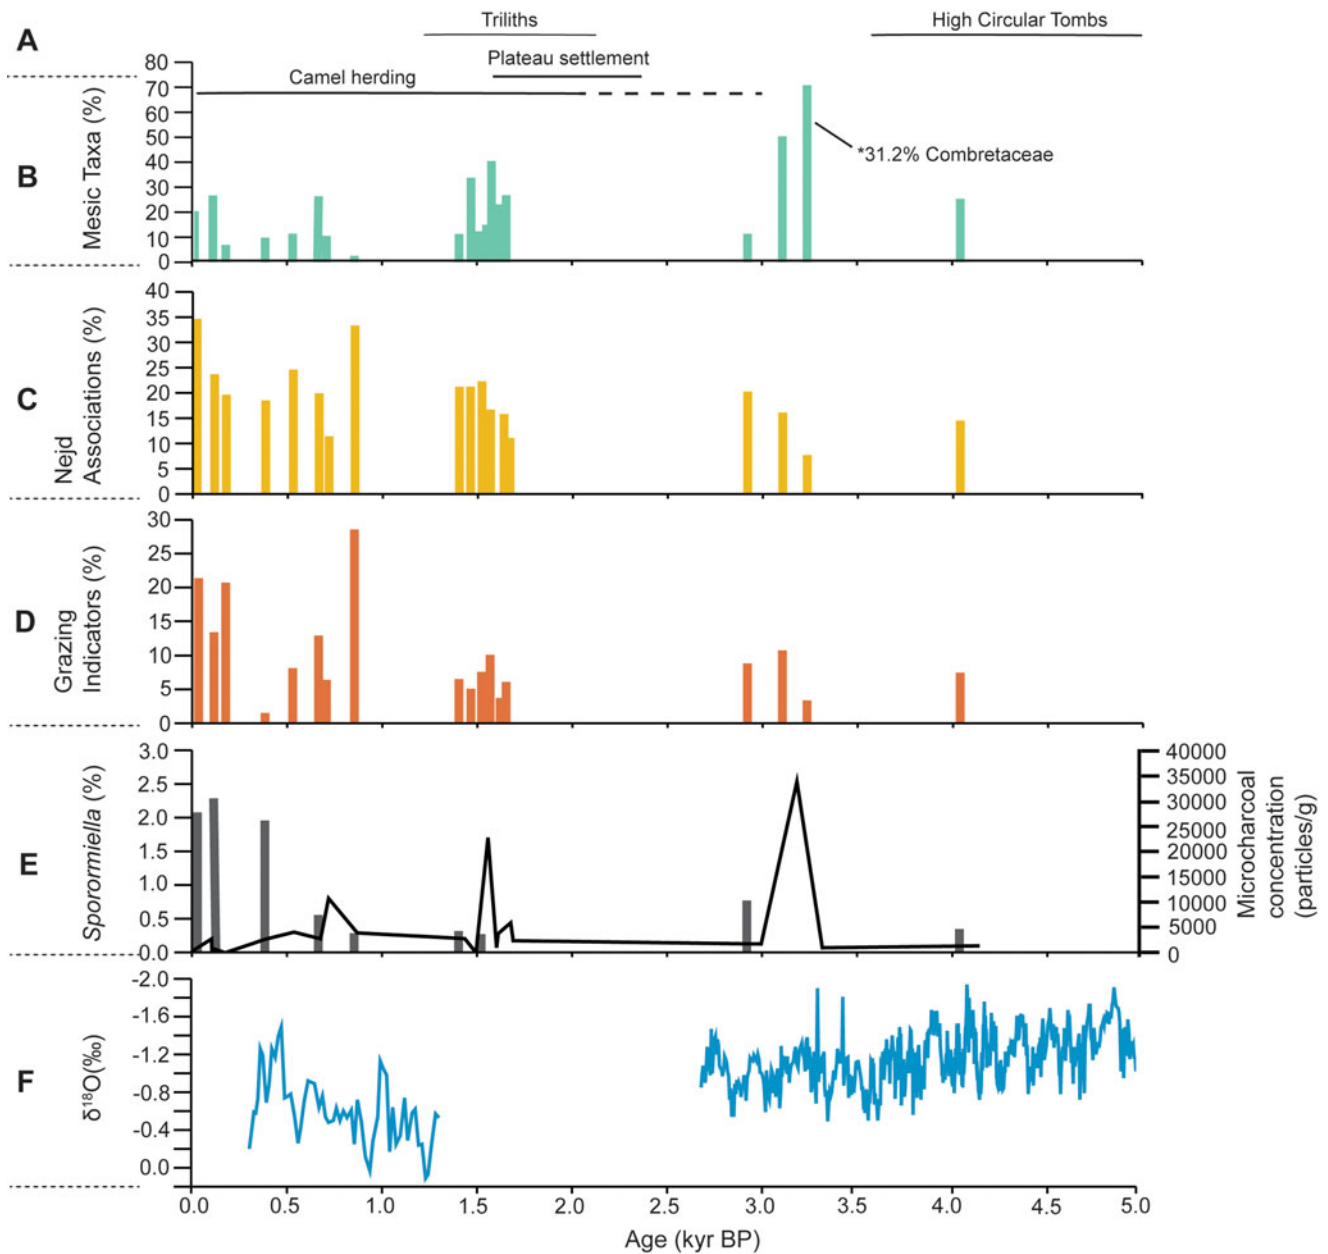 A
Triliths
High Circular Tombs
Plateau settlement
Camel herding
B
Mesic Taxa (%)
80
70
60
50
40
30
20
10
0
*31.2% Combretaceae
C
Nejd
Associations (%)
40
35
30
25
20
15
10
5
0
D
Grazing
Indicators (%)
30
25
20
15
10
5
0
E
Sporormiella (%)
3.0
2.5
2.0
1.5
1.0
0.5
0.0
40000
35000
30000
25000
20000
15000
10000
5000
0
Microcharcoal
concentration
(particles/g)
F
δ¹⁸O(‰)
-2.0
-1.6
-1.2
-0.8
-0.4
0.0
0.0 0.5 1.0 1.5 2.0 2.5 3.0 3.5 4.0 4.5 5.0
Age (kyr BP)